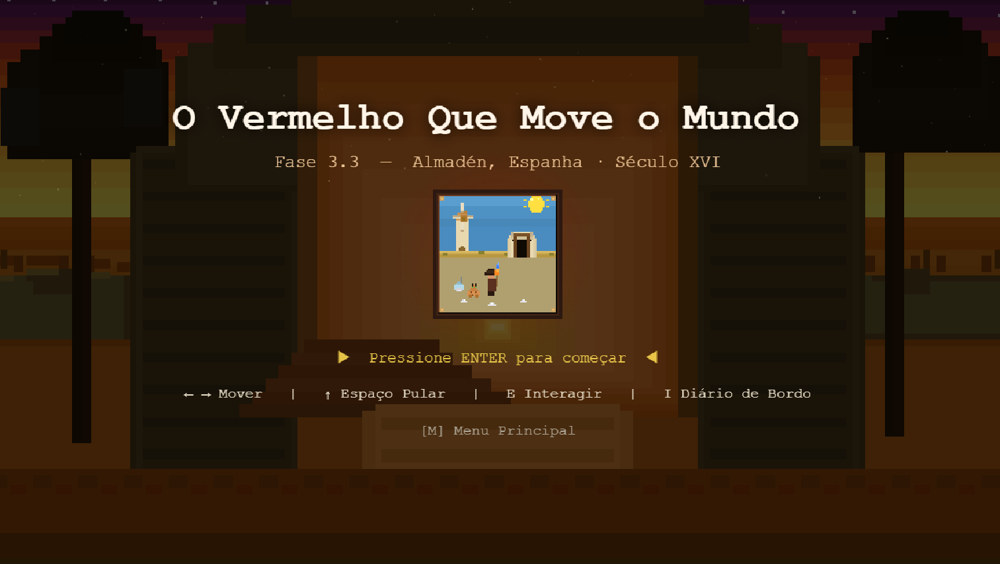 O Vermelho Que Move o Mundo
Fase 3.3 — Almadén, Espanha · Século XVI
▶ Pressione ENTER para começar ◀
← → Mover | ↑ Espaço Pular | E Interagir | I Diário de Bordo
[M] Menu Principal